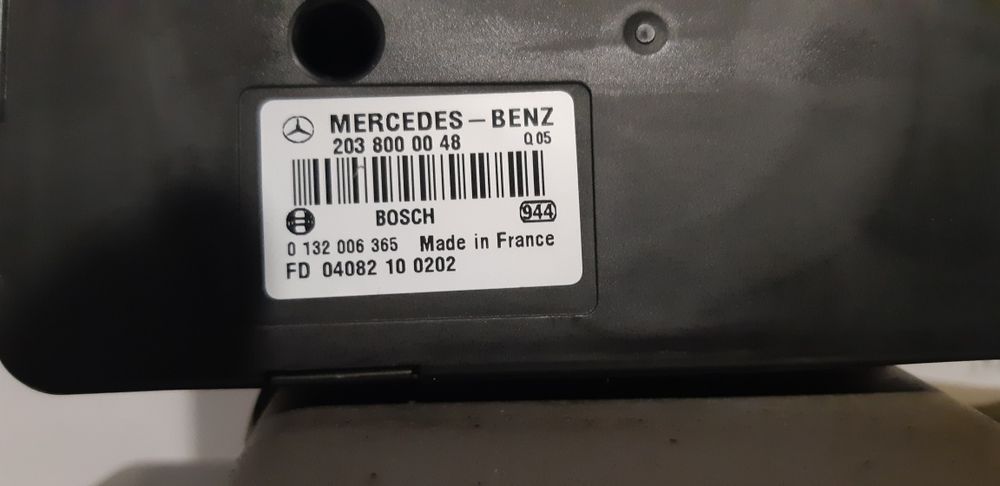 MERCEDES-BENZ
203 800 00 48 Q 05
BOSCH 944
0 132 006 365 Made in France
FD 04082 10 0202